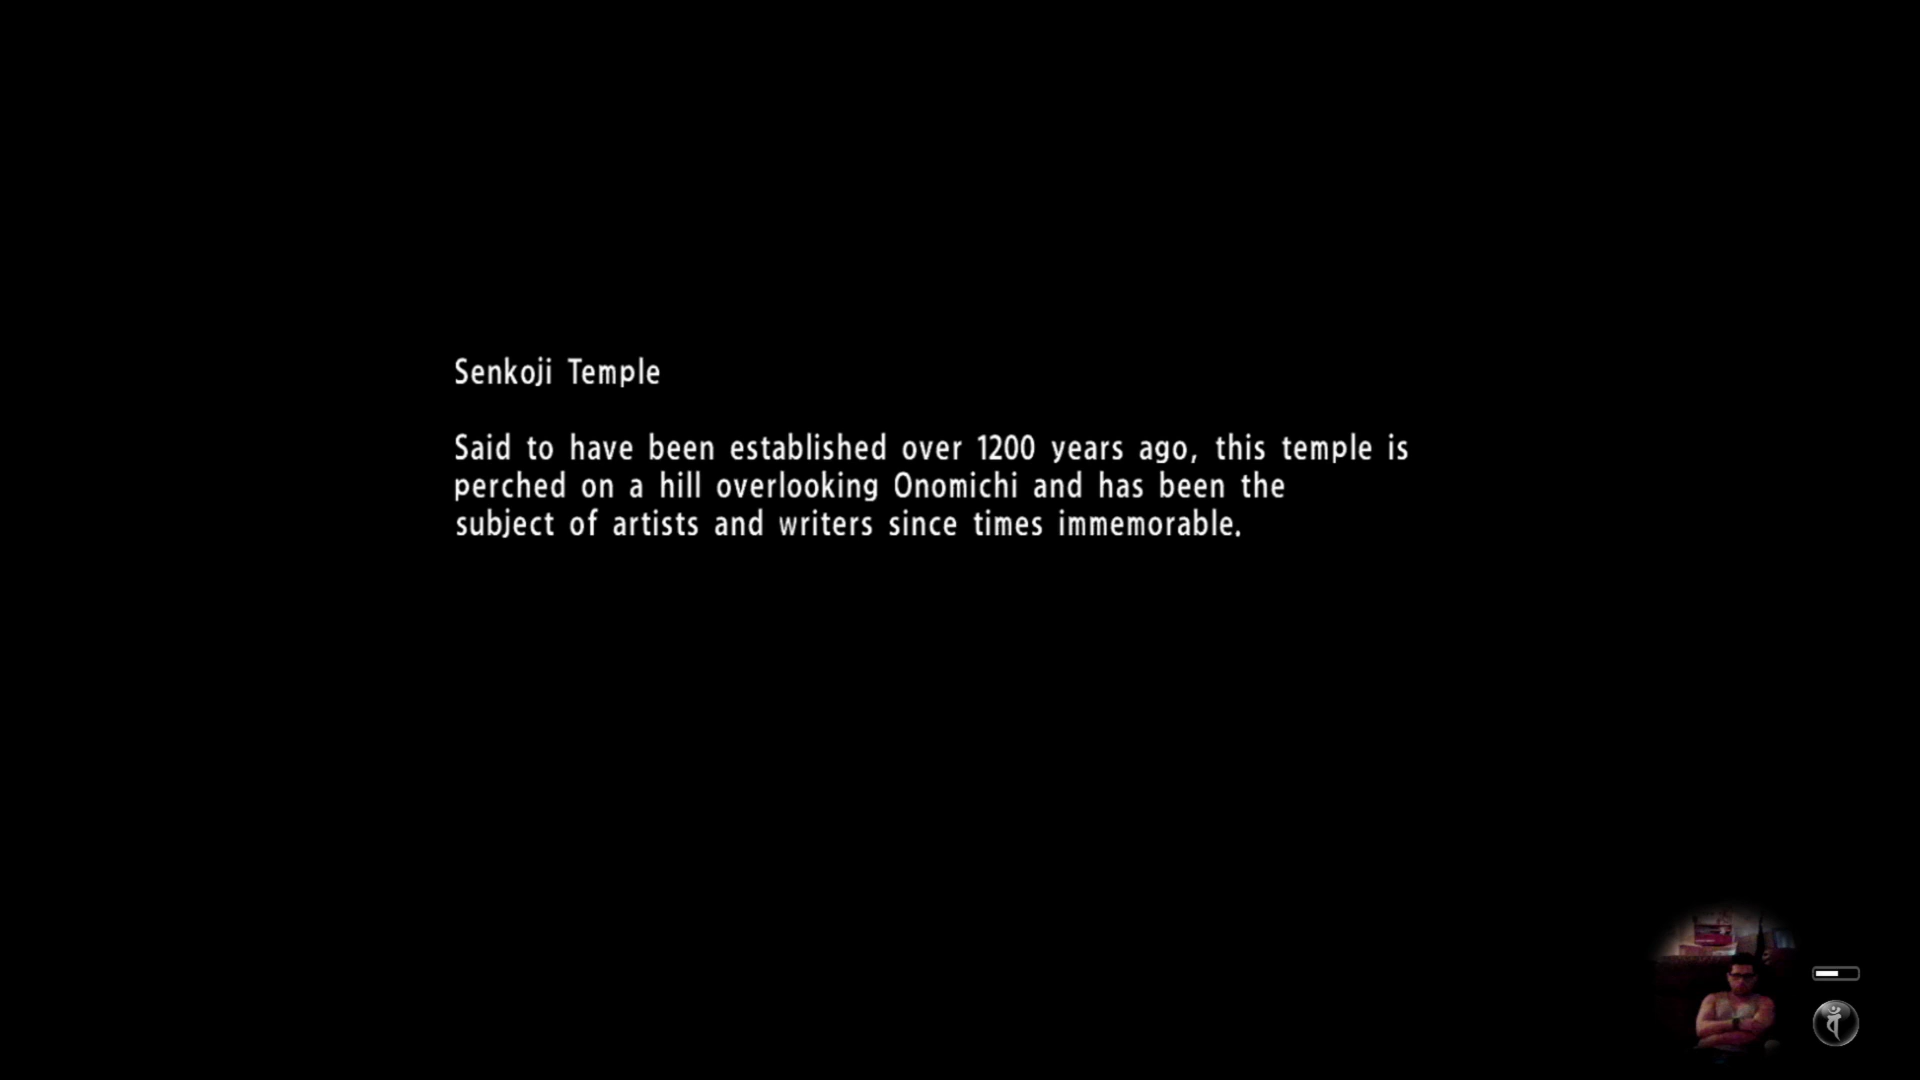 Senkoji Temple
Said to have been established over 1200 years ago, this temple is
perched on a hill overlooking Onomichi and has been the
subject of artists and writers since times immemorable.